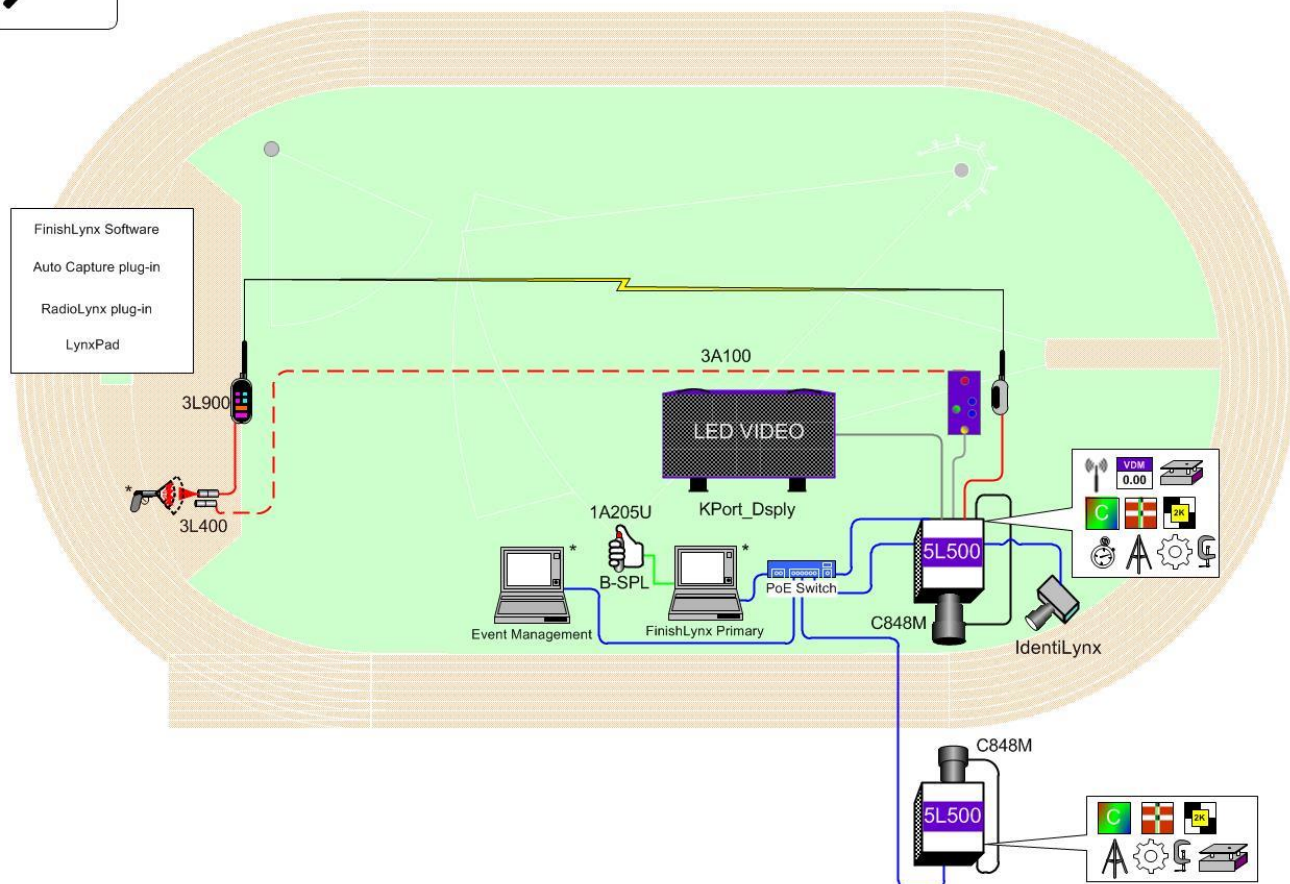 FinishLynx Software
Auto Capture plug-in
RadioLynx plug-in
LynxPad
3A100
3L900
LED VIDEO
KPort_Dsply
*
3L400
1A205U
B-SPL
*
*
Event Management
FinishLynx Primary
PoE Switch
5L500
C848M
IdentiLynx
VDM
0.00
C
2K
C848M
5L500
C
2K